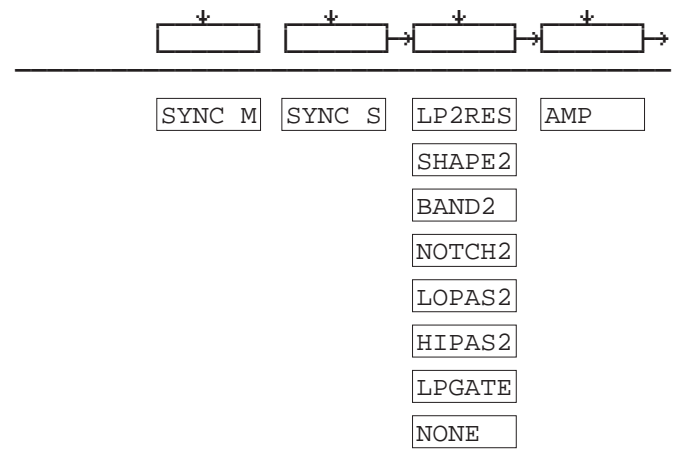 SYNC M SYNC S LP2RES AMP
SHAPE2
BAND2
NOTCH2
LOPAS2
HIPAS2
LPGATE
NONE